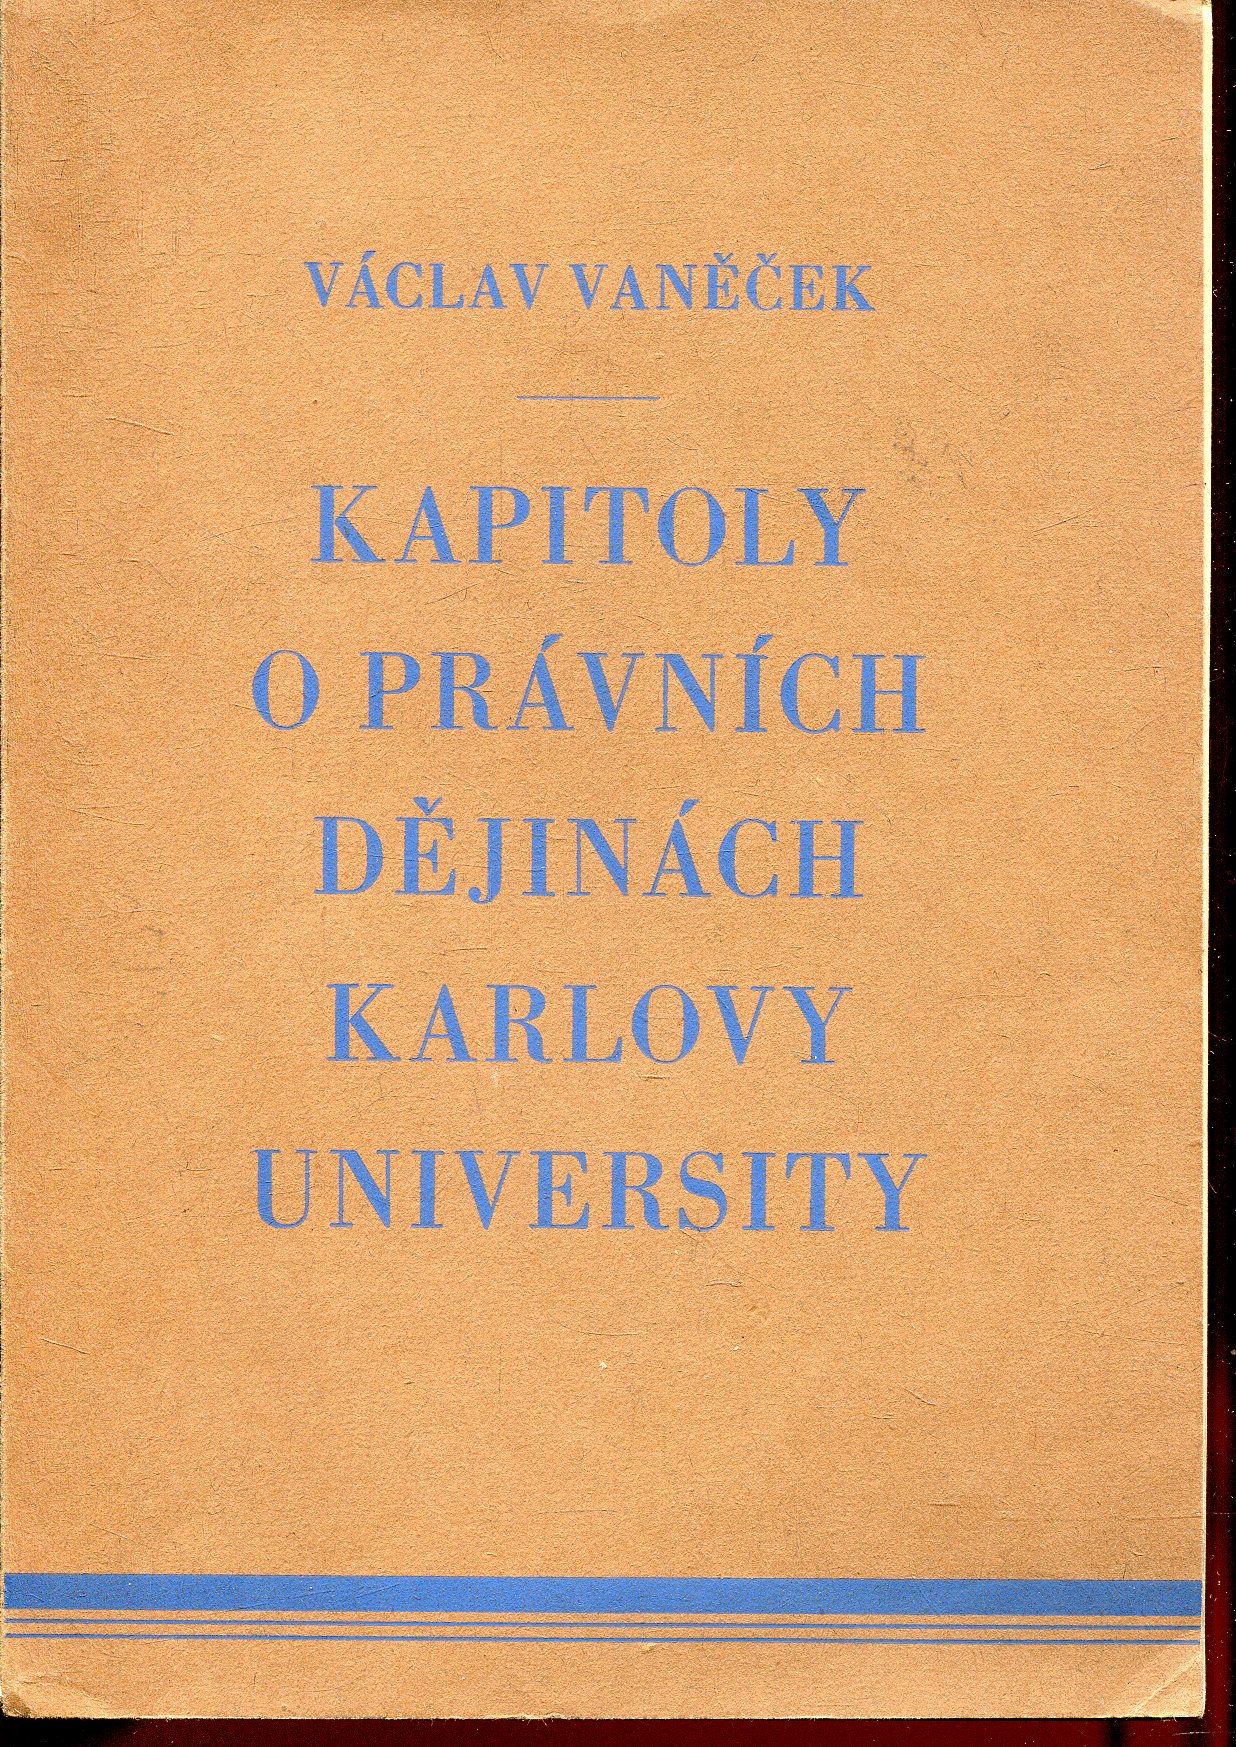 VÁCLAV VANĚČEK
KAPITOLY
O PRÁVNÍCH
DĚJINÁCH
KARLOVY
UNIVERSITY